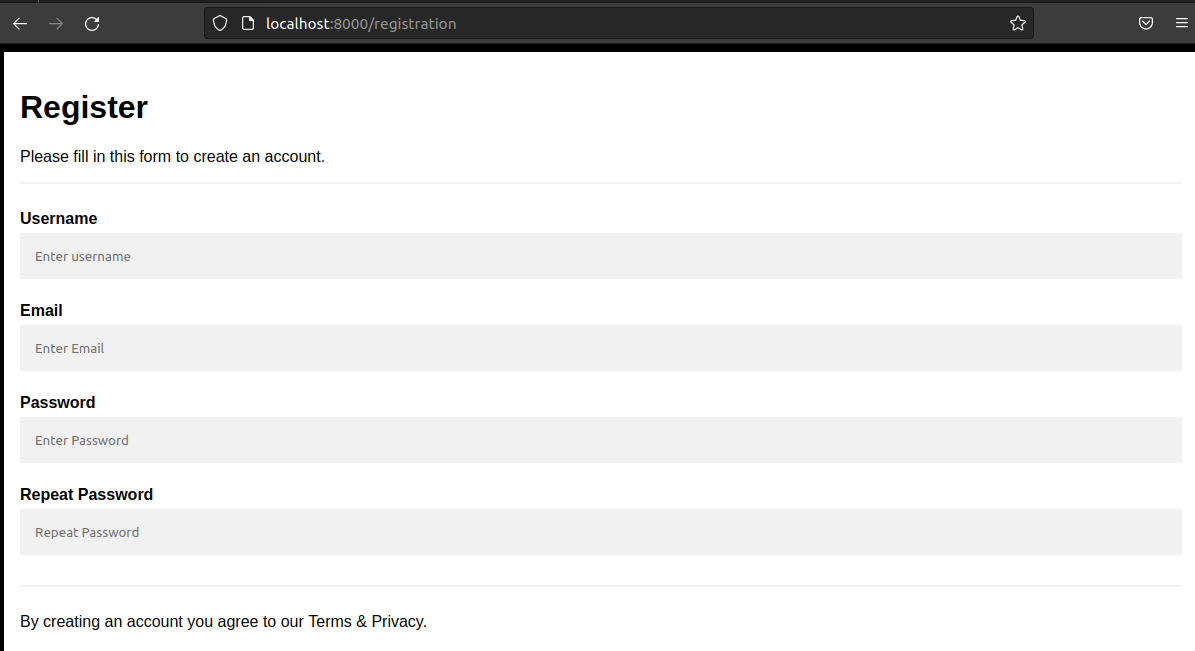 localhost:8000/registration
Register
Please fill in this form to create an account.
Username
Enter username
Email
Enter Email
Password
Enter Password
Repeat Password
Repeat Password
By creating an account you agree to our Terms & Privacy.